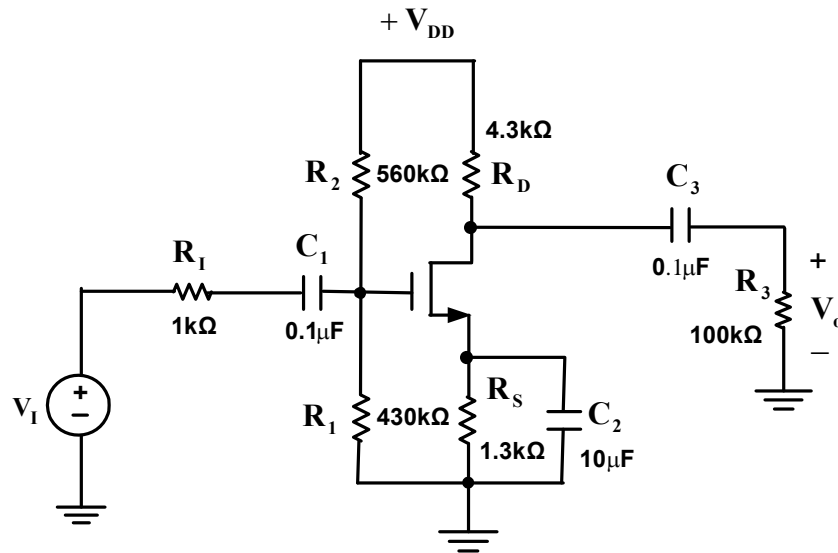 + V_DD
4.3kΩ
R_2 560kΩ R_D
C_3
R_I C_1
0.1μF
+
R_3
1kΩ 0.1μF
V_o
100kΩ
–
+
–
V_I
R_1 430kΩ R_S
C_2
1.3kΩ
10μF